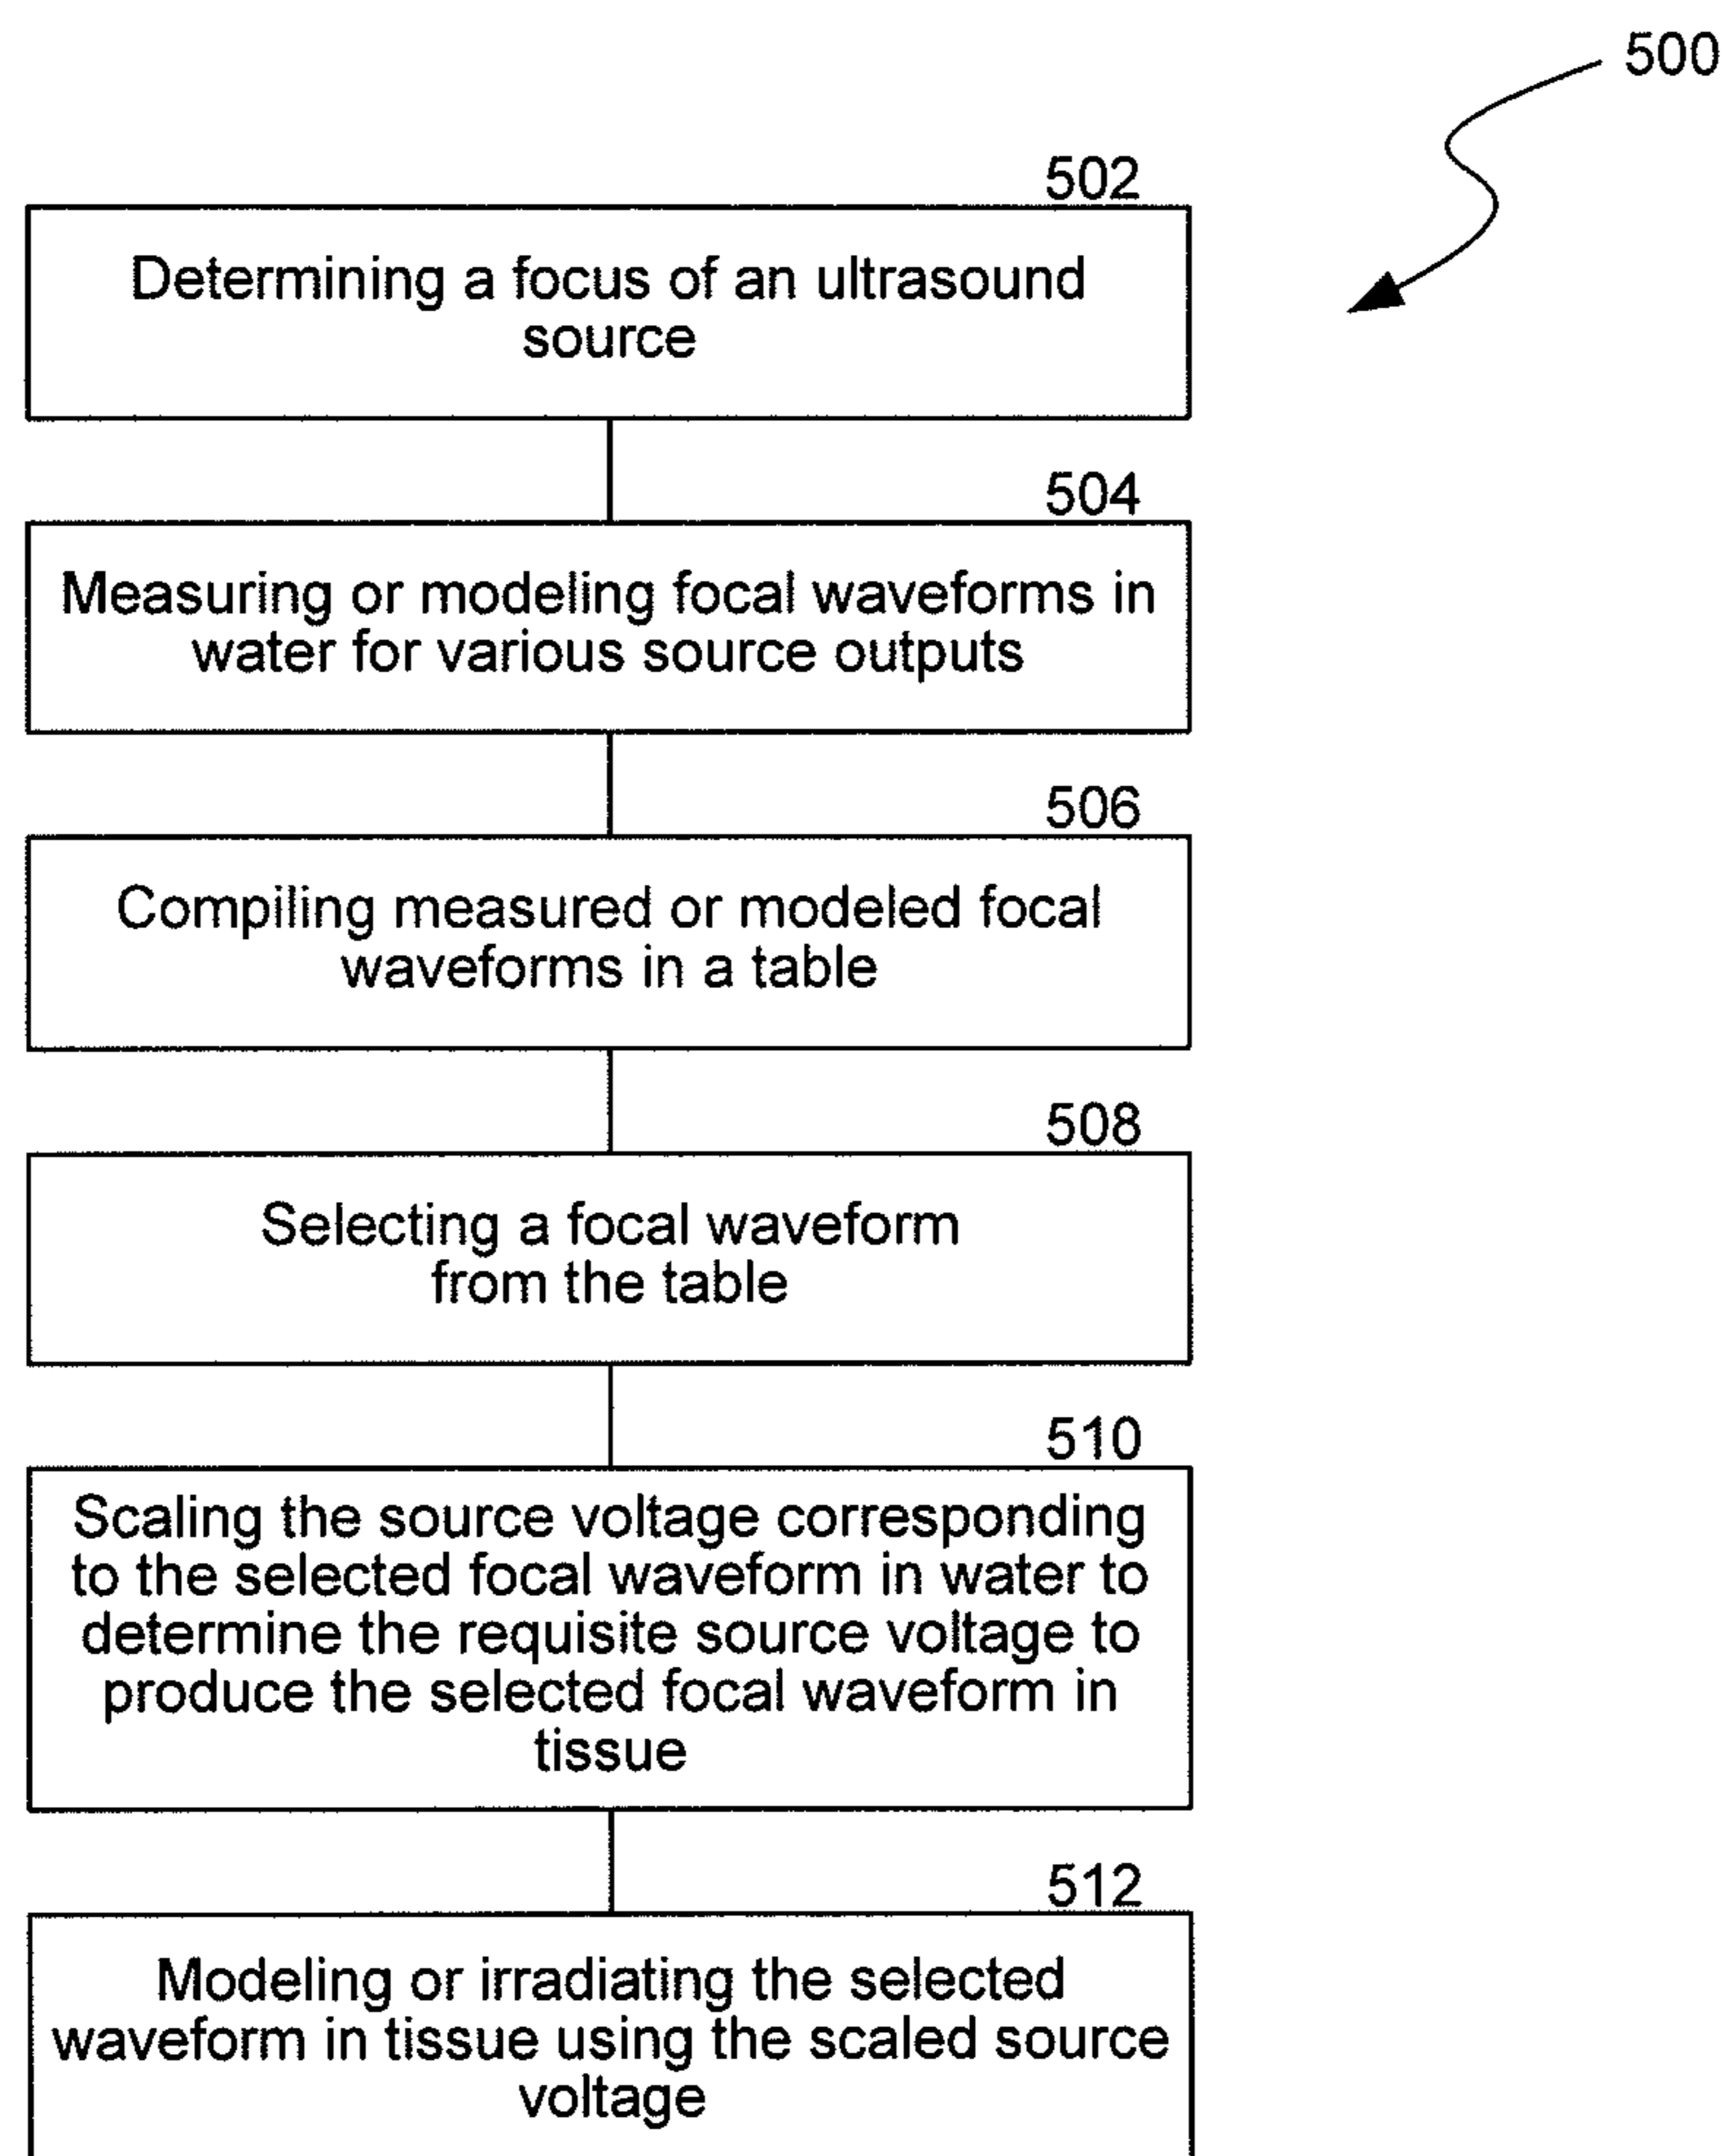 500
502
Determining a focus of an ultrasound
source
504
Measuring or modeling focal waveforms in
water for various source outputs
506
Compiling measured or modeled focal
waveforms in a table
508
Selecting a focal waveform
from the table
510
Scaling the source voltage corresponding
to the selected focal waveform in water to
determine the requisite source voltage to
produce the selected focal waveform in
tissue
512
Modeling or irradiating the selected
waveform in tissue using the scaled source
voltage